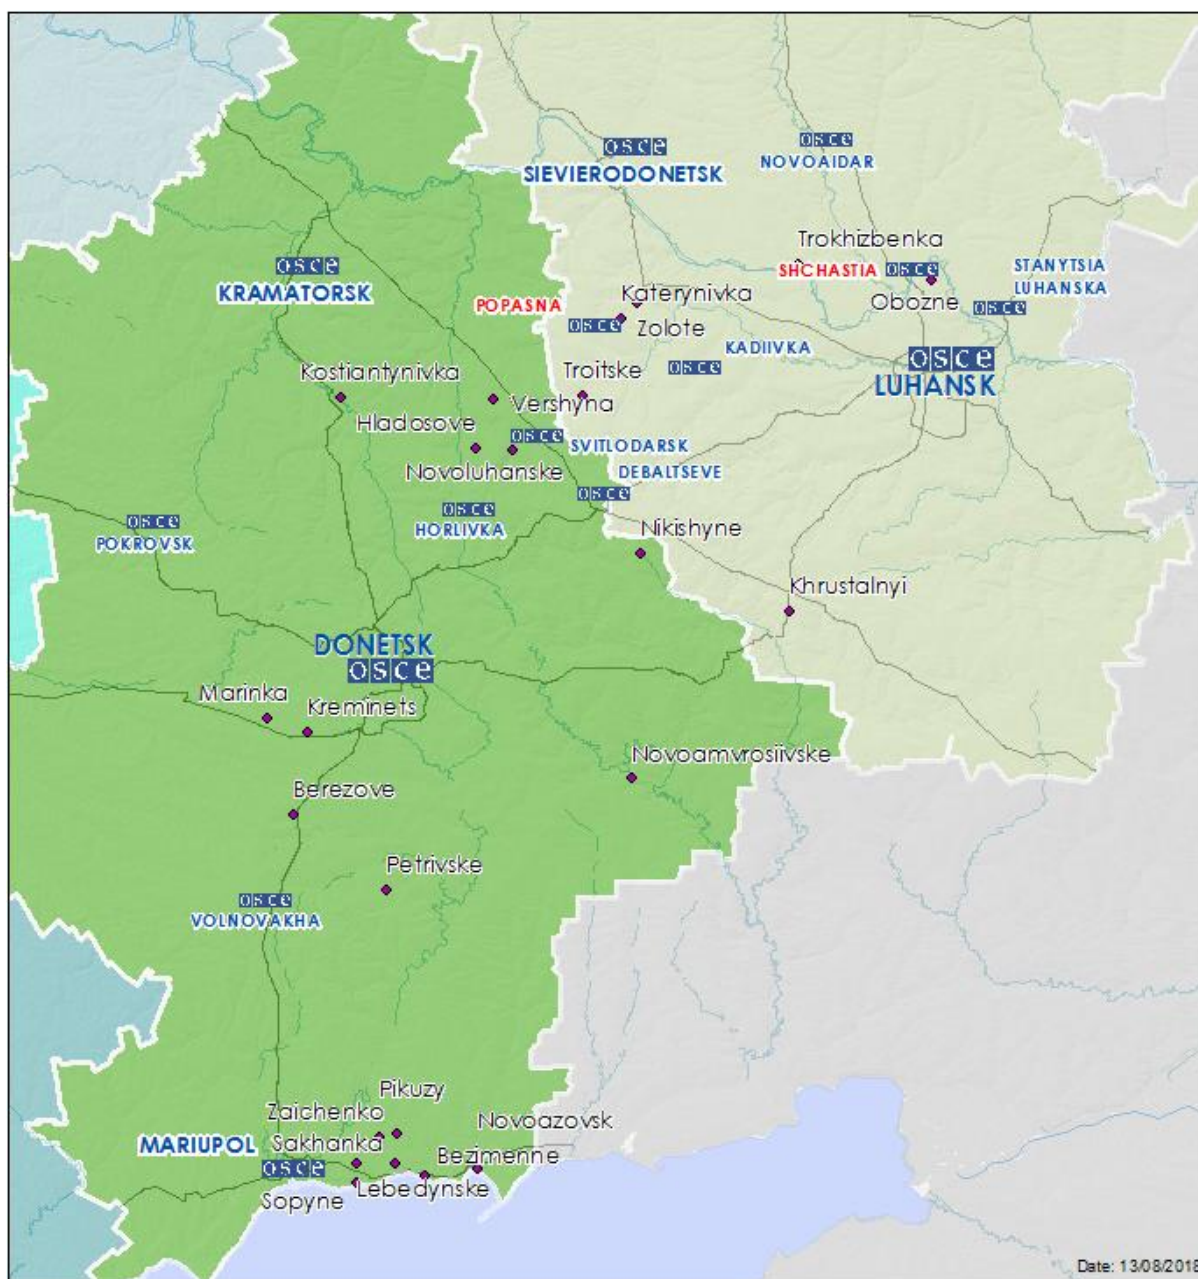 osce
SIEVIERODONETSK
osce
NOVOAIDAR
Trokhizbenka
osce
KRAMATORSK
SHCHASTIA
osce
Obozne
STANYTSIA
LUHANSKA
osce
POPASNA
Katerynivka
osce
Zolote
KADIIVKA
osce
osce
LUHANSK
Kostiantynivka
Troitske
Vershyna
Hladosove
osce
SVITLODARSK
Novoluhanske
DEBALTSEVE
osce
osce
HORLIVKA
osce
POKROVSK
Nikishyne
Khrustalnyi
DONETSK
osce
Marinka
Kreminets
Novoamvrosiivske
Berezove
Petrivske
osce
VOLNOVAKHA
Pikuzy
Zaichenko
Novoazovsk
MARIUPOL
Sakhanka
osce
Bezimenne
Lebedynske
Sopyne
Date: 13/08/2018